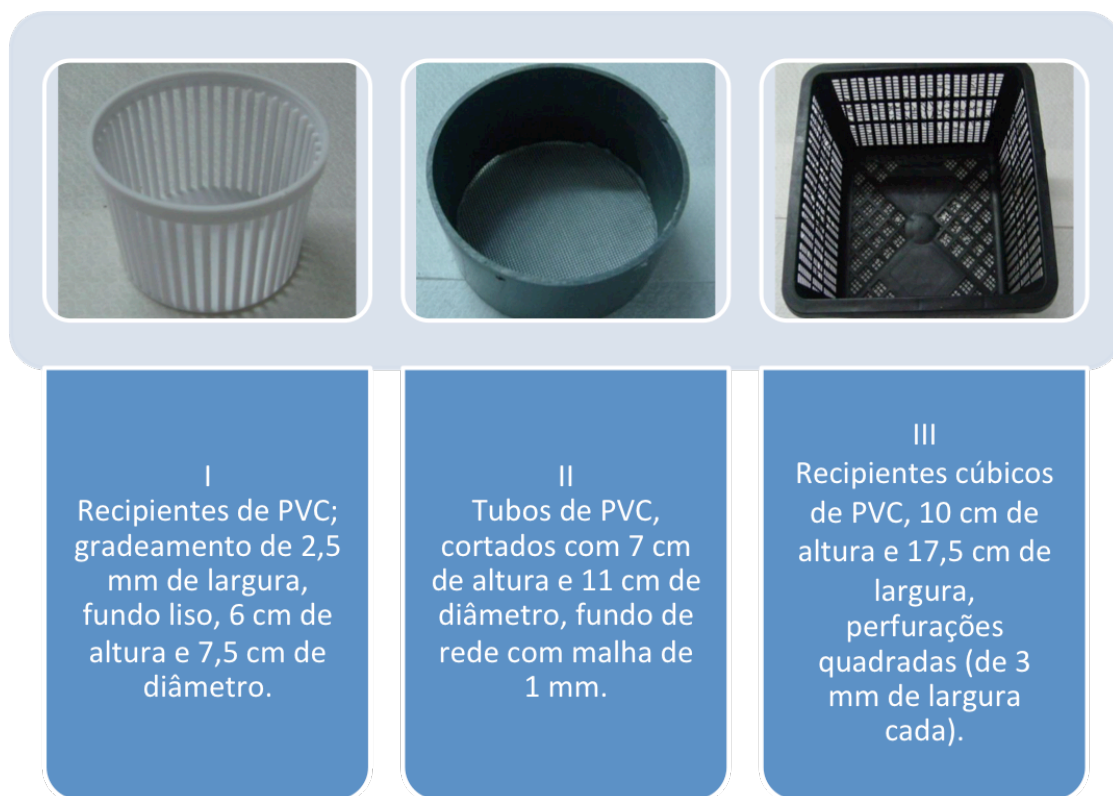 I
Recipientes de PVC;
gradeamento de 2,5
mm de largura,
fundo liso, 6 cm de
altura e 7,5 cm de
diâmetro.
II
Tubos de PVC,
cortados com 7 cm
de altura e 11 cm de
diâmetro, fundo de
rede com malha de
1 mm.
III
Recipientes cúbicos
de PVC, 10 cm de
altura e 17,5 cm de
largura,
perfurações
quadradas (de 3
mm de largura
cada).